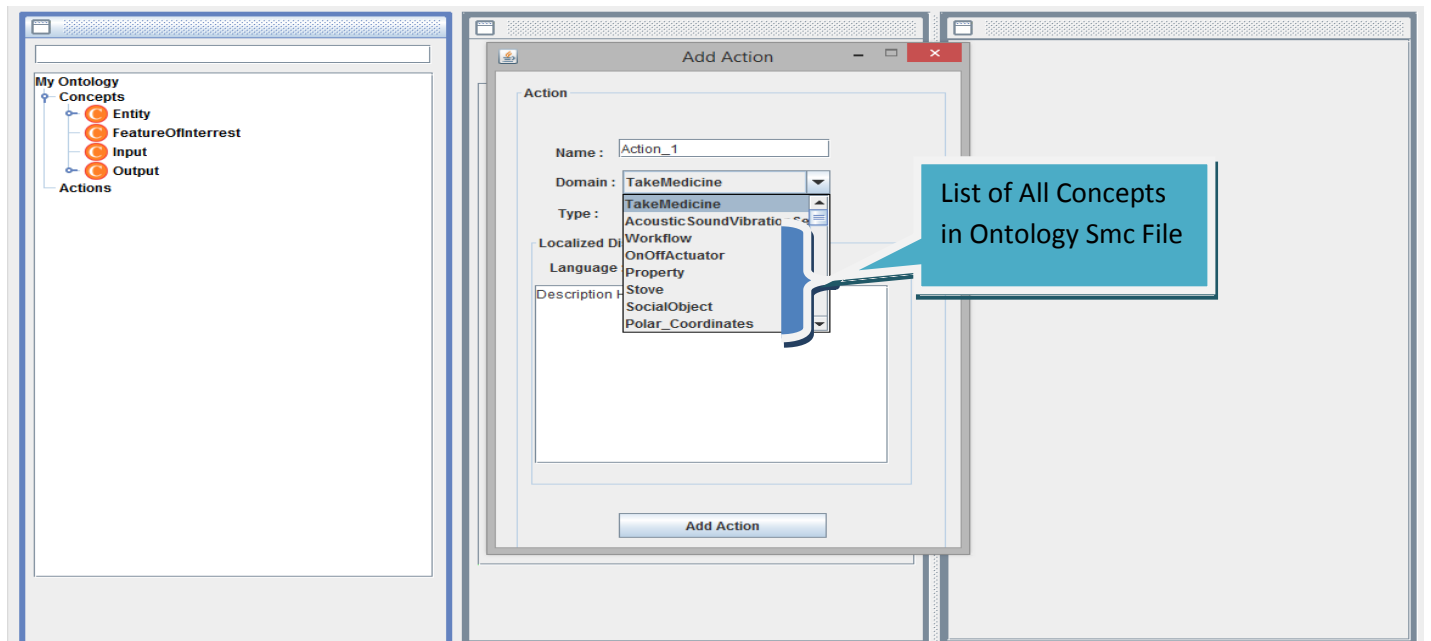 My Ontology
Concepts
C Entity
C FeatureOfInterrest
C Input
C Output
Actions
Add Action
Action
Name : Action_1
Domain : TakeMedicine
Type :
TakeMedicine
AcousticSoundVibrationSe
Workflow
OnOffActuator
Property
Stove
SocialObject
Polar_Coordinates
Localized Di
Language
Description H
Add Action
List of All Concepts
in Ontology Smc File